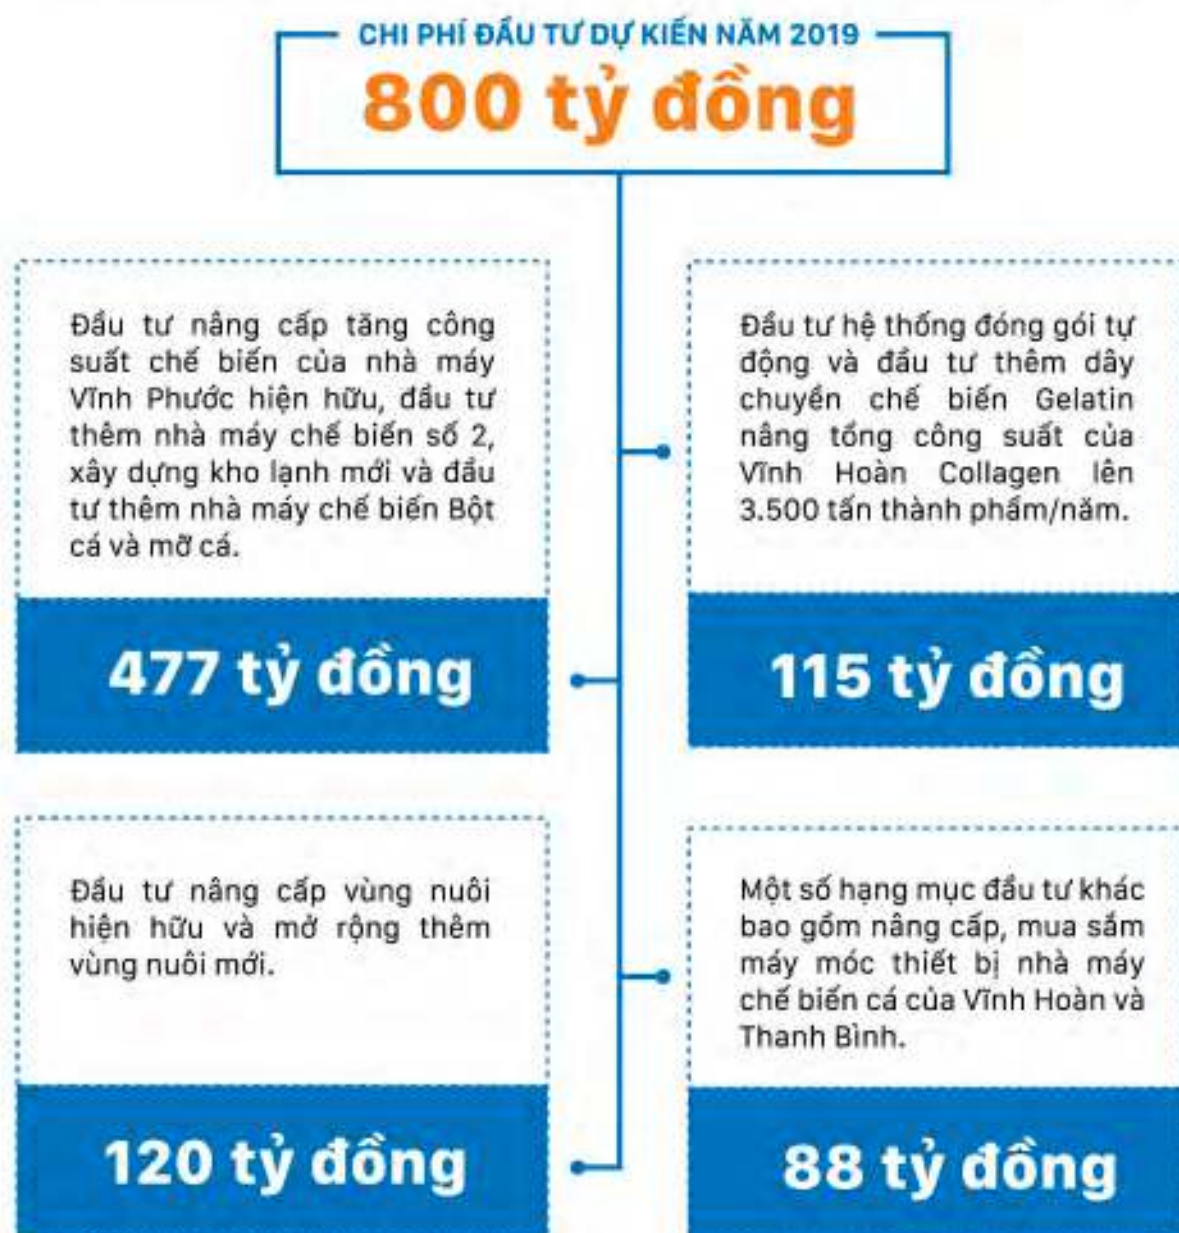 CHI PHÍ ĐẦU TƯ DỰ KIẾN NĂM 2019
800 tỷ đồng
Đầu tư nâng cấp tăng công
suất chế biến của nhà máy
Vĩnh Phước hiện hữu, đầu tư
thêm nhà máy chế biến số 2,
xây dựng kho lạnh mới và đầu
tư thêm nhà máy chế biến Bột
cá và mỡ cá.
477 tỷ đồng
Đầu tư hệ thống đóng gói tự
động và đầu tư thêm dây
chuyền chế biến Gelatin
nâng tổng công suất của
Vĩnh Hoàn Collagen lên
3.500 tấn thành phẩm/năm.
115 tỷ đồng
Đầu tư nâng cấp vùng nuôi
hiện hữu và mở rộng thêm
vùng nuôi mới.
120 tỷ đồng
Một số hạng mục đầu tư khác
bao gồm nâng cấp, mua sắm
máy móc thiết bị nhà máy
chế biến cá của Vĩnh Hoàn và
Thanh Bình.
88 tỷ đồng